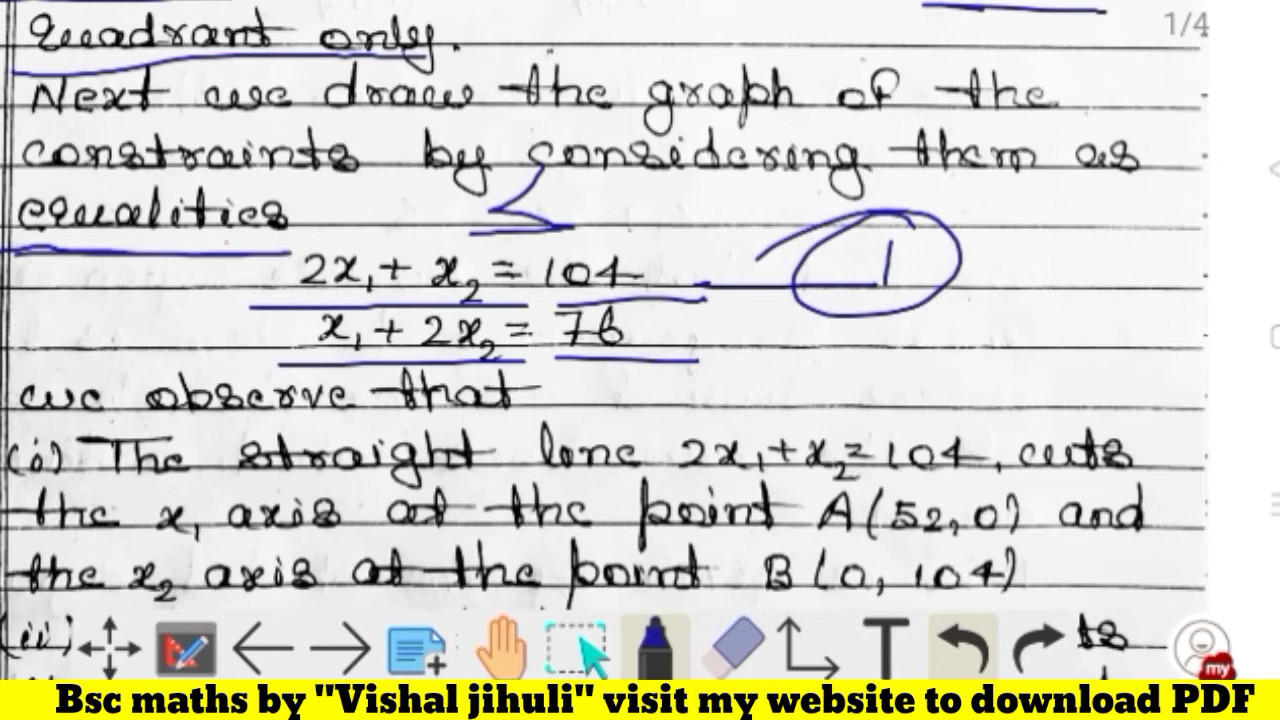 quadrant only.
1/4
Next we draw the graph of the
constraints by considering them as
equalities
≤
2x₁ + x₂ = 104 1
x₁ + 2x₂ = 76
we observe that
(i) The straight line 2x₁+x₂=104, cuts
the x₁ axis at the point A(52,0) and
the x₂ axis at the point B(0,104)
(ii)
T
my
Bsc maths by "Vishal jihuli" visit my website to download PDF